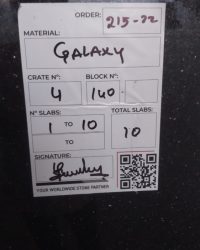 ORDER: 215-22
MATERIAL:
GALAXY
CRATE Nº: BLOCK Nº:
4 140 -
Nº SLABS: TOTAL SLABS:
1 TO 10 10
TO
SIGNATURE:
YOUR WORLDWIDE STONE PARTNER